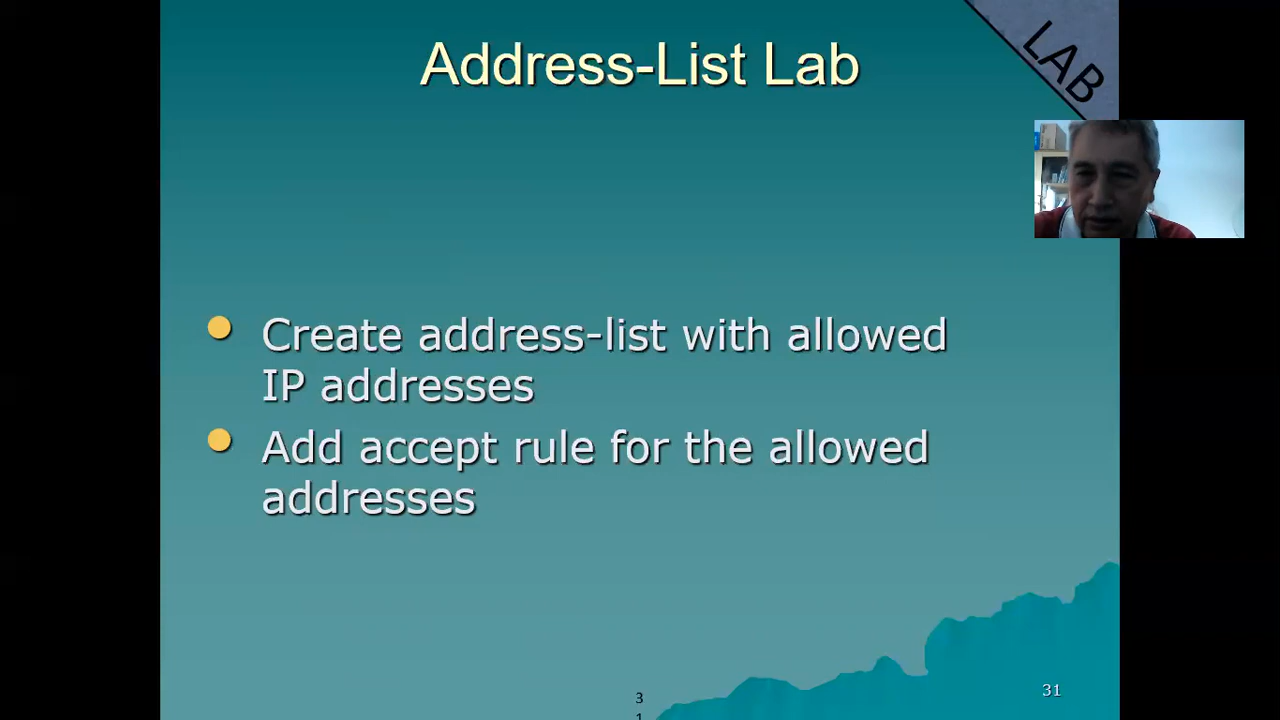 Address-List Lab
LAB
Create address-list with allowed
IP addresses
Add accept rule for the allowed
addresses
31
3
1